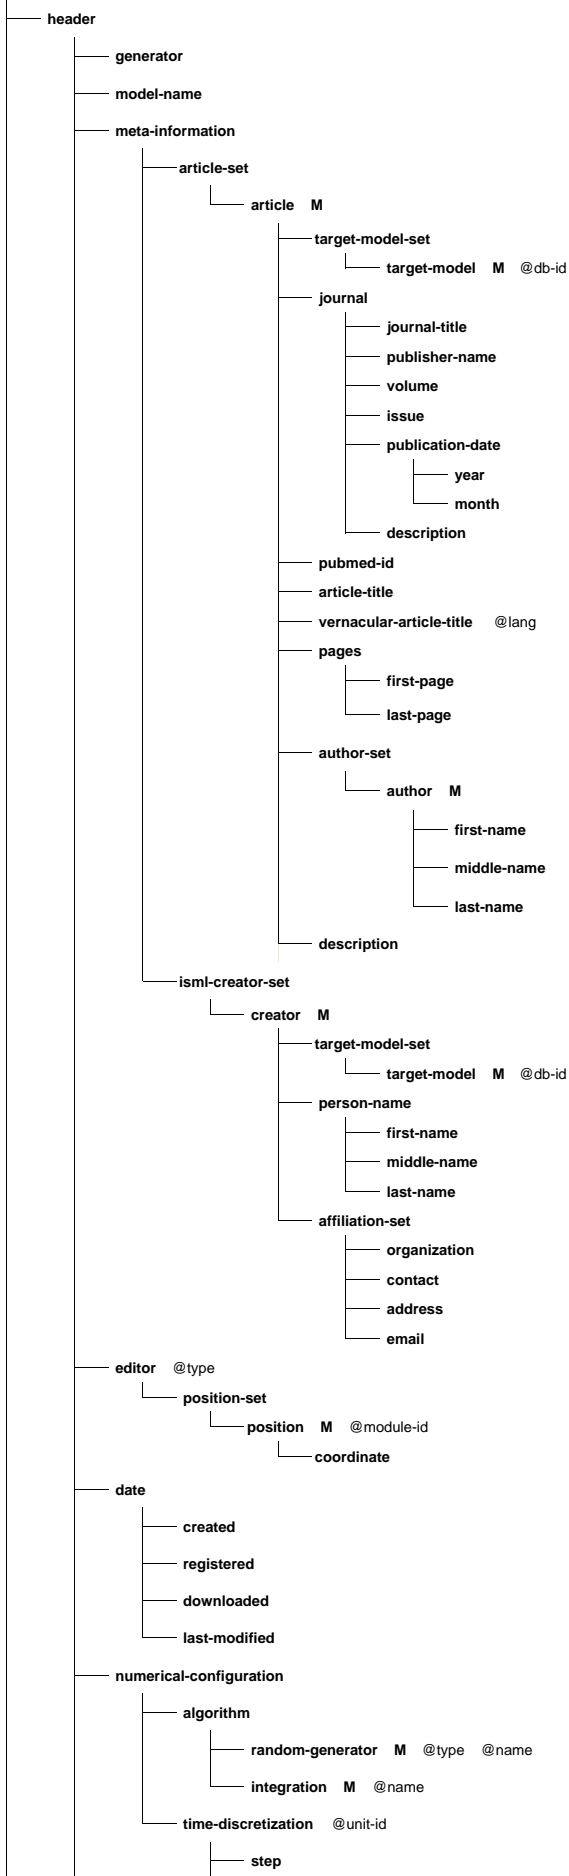 header
generator
model-name
meta-information
article-set
article M
target-model-set
target-model M @db-id
journal
journal-title
publisher-name
volume
issue
publication-date
year
month
description
pubmed-id
article-title
vernacular-article-title @lang
pages
first-page
last-page
author-set
author M
first-name
middle-name
last-name
description
isml-creator-set
creator M
target-model-set
target-model M @db-id
person-name
first-name
middle-name
last-name
affiliation-set
organization
contact
address
email
editor @type
position-set
position M @module-id
coordinate
date
created
registered
downloaded
last-modified
numerical-configuration
algorithm
random-generator M @type @name
integration M @name
time-discretization @unit-id
step